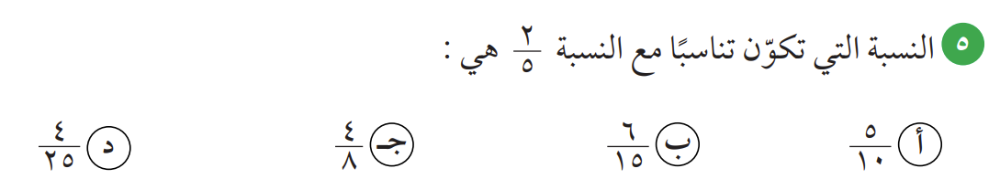 ٥ النسبة التي تكوّن تناسبًا مع النسبة ٢/٥ هي :
أ ٥/١٠ ب ٦/١٥ جـ ٤/٨ د ٤/٢٥